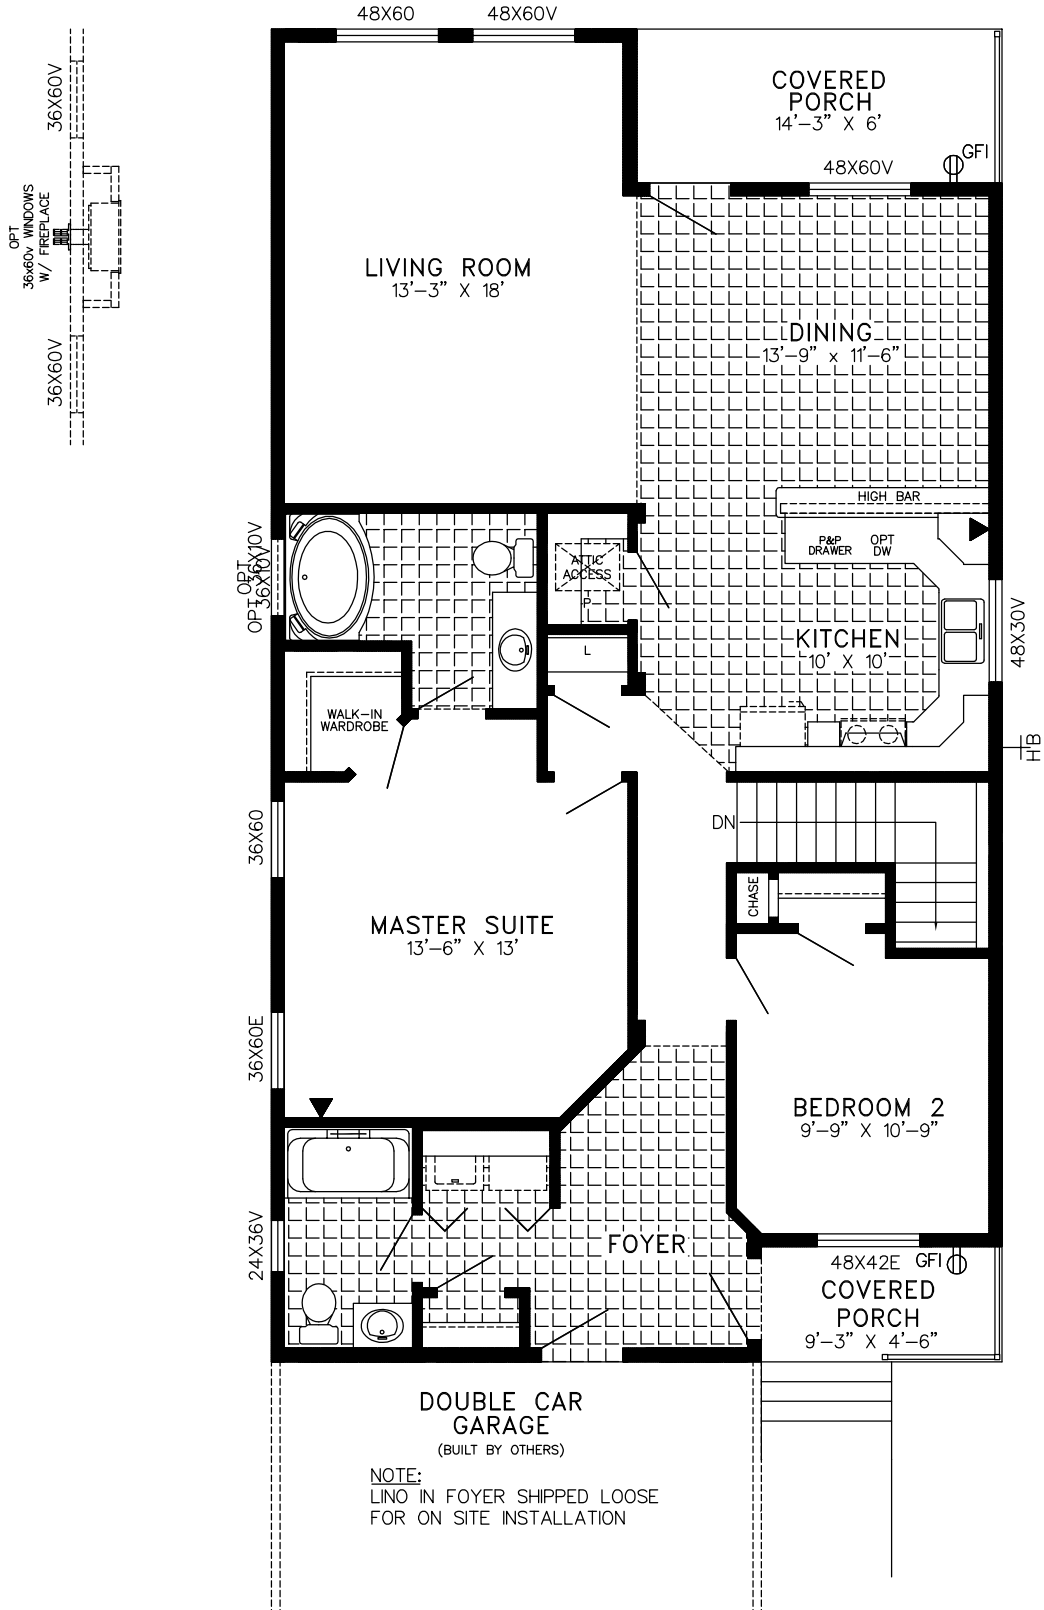 48X60
48X60V
36X60V
OPT
36x60v WINDOWS
W/ FIREPLACE
36X60V
COVERED
PORCH
14'-3" X 6'
GFI
48X60V
LIVING ROOM
13'-3" X 18'
DINING
13'-9" x 11'-6"
HIGH BAR
P&P
DRAWER
OPT
DW
OPT
36X10V
OPT
36X10V
ATTIC
ACCESS
P
L
KITCHEN
10' X 10'
48X30V
HB
WALK-IN
WARDROBE
36X60
DN
CHASE
MASTER SUITE
13'-6" X 13'
36X60E
BEDROOM 2
9'-9" X 10'-9"
24X36V
FOYER
48X42E
GFI
COVERED
PORCH
9'-3" X 4'-6"
DOUBLE CAR
GARAGE
(BUILT BY OTHERS)
NOTE:
LINO IN FOYER SHIPPED LOOSE
FOR ON SITE INSTALLATION